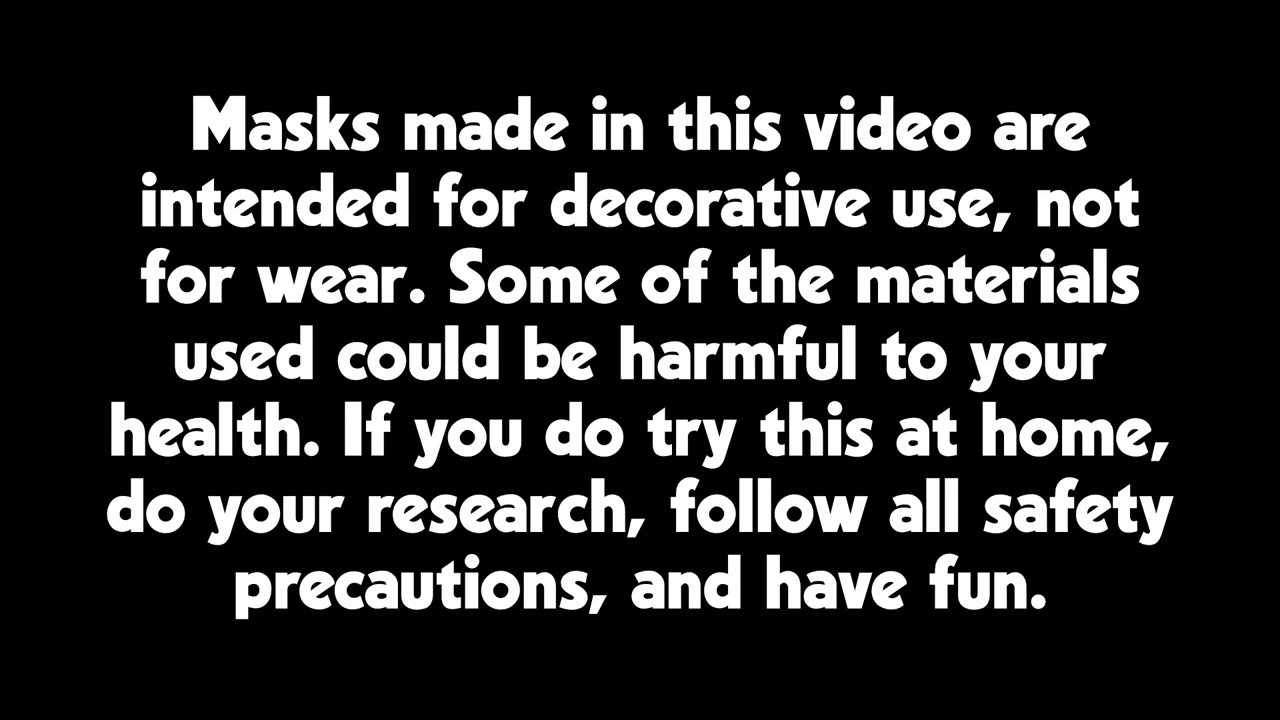 Masks made in this video are
intended for decorative use, not
for wear. Some of the materials
used could be harmful to your
health. If you do try this at home,
do your research, follow all safety
precautions, and have fun.